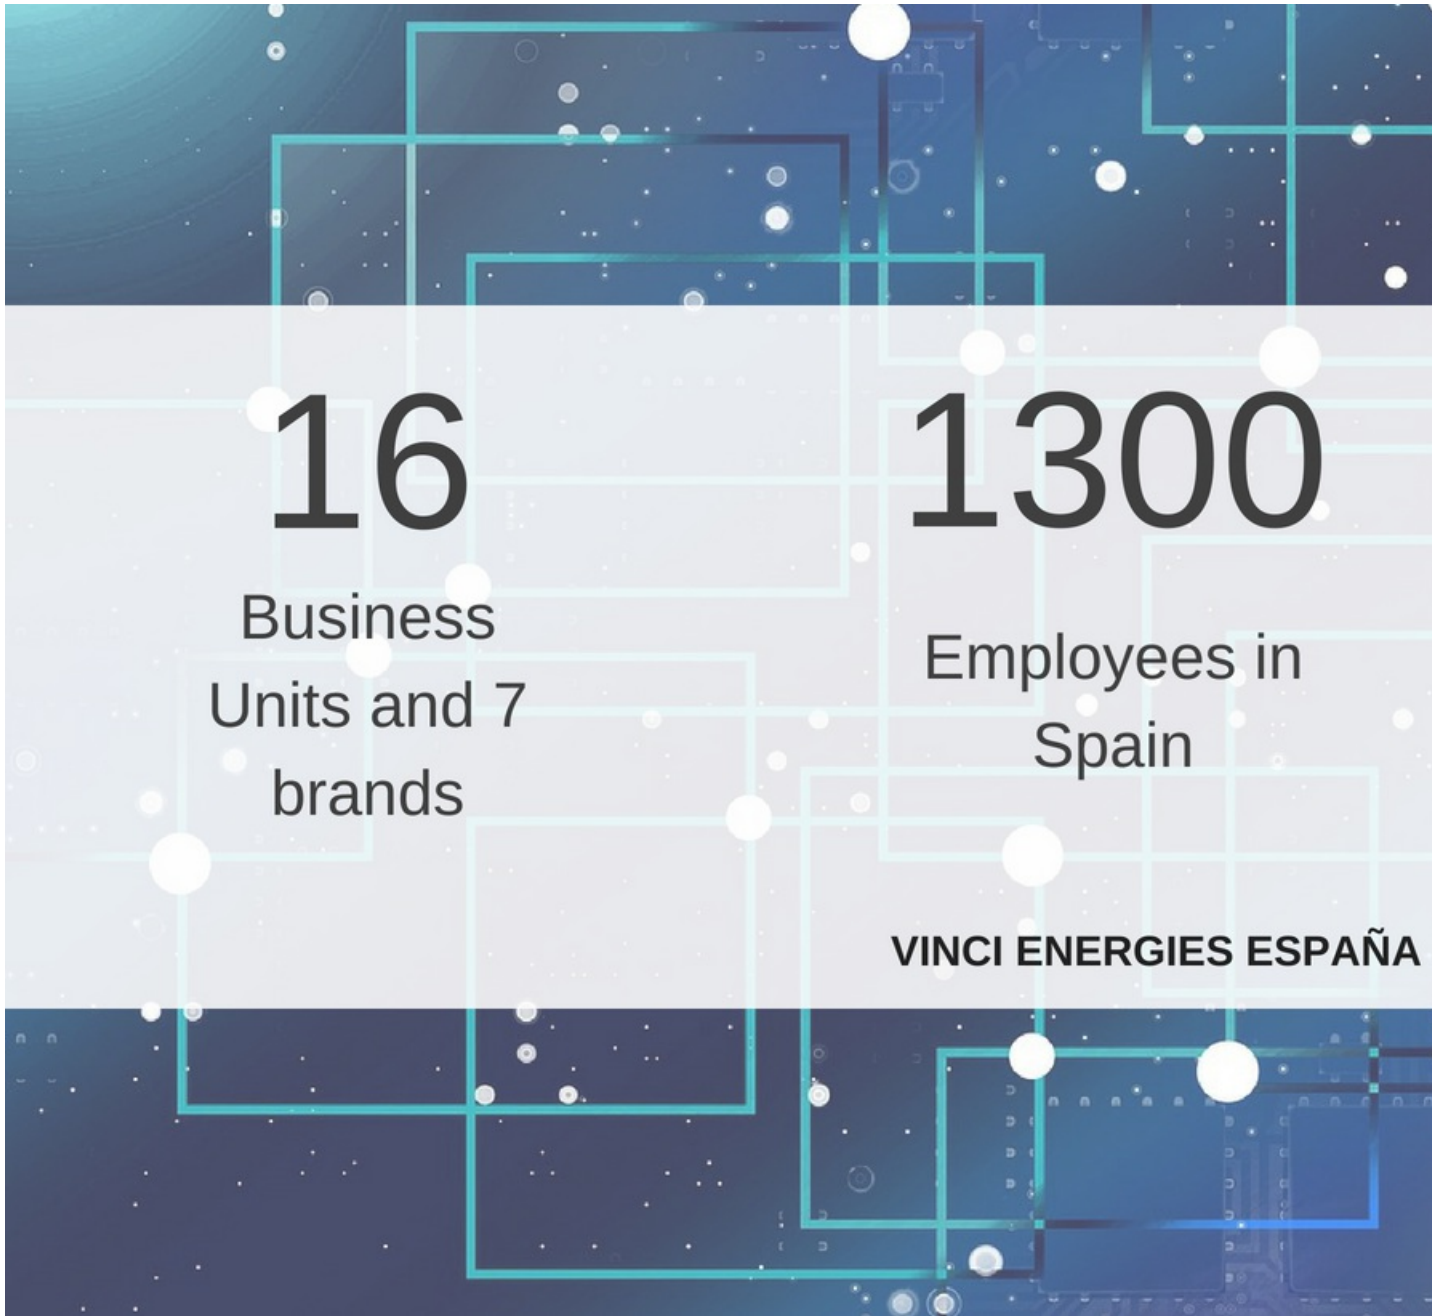 16
Business
Units and 7
brands
1300
Employees in
Spain
VINCI ENERGIES ESPAÑA